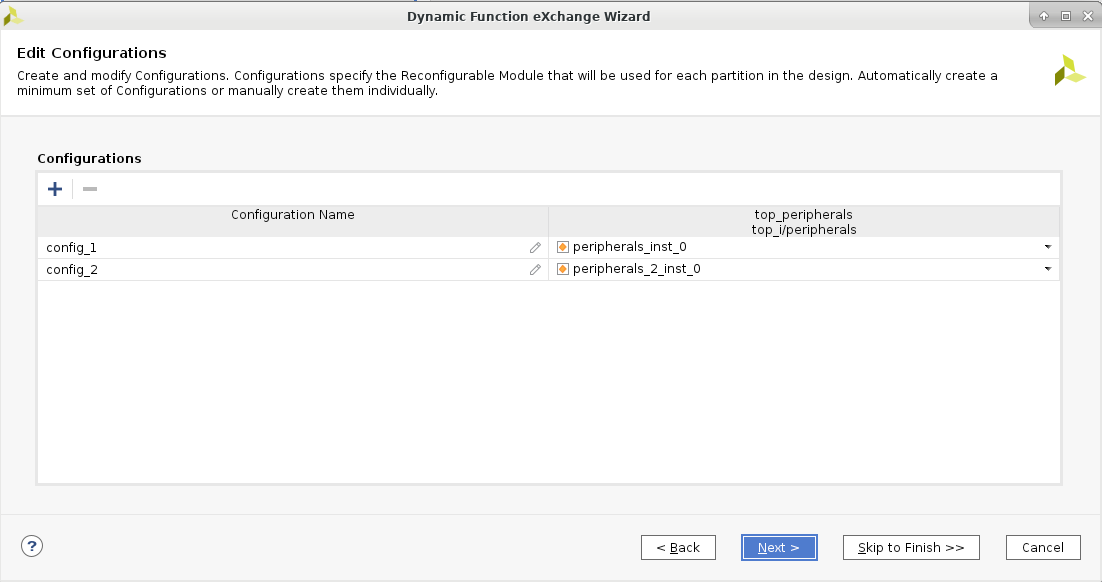 Dynamic Function eXchange Wizard
Edit Configurations
Create and modify Configurations. Configurations specify the Reconfigurable Module that will be used for each partition in the design. Automatically create a
minimum set of Configurations or manually create them individually.
Configurations
Configuration Name
top_peripherals
top_i/peripherals
config_1
peripherals_inst_0
config_2
peripherals_2_inst_0
?
< Back
Next >
Skip to Finish >>
Cancel